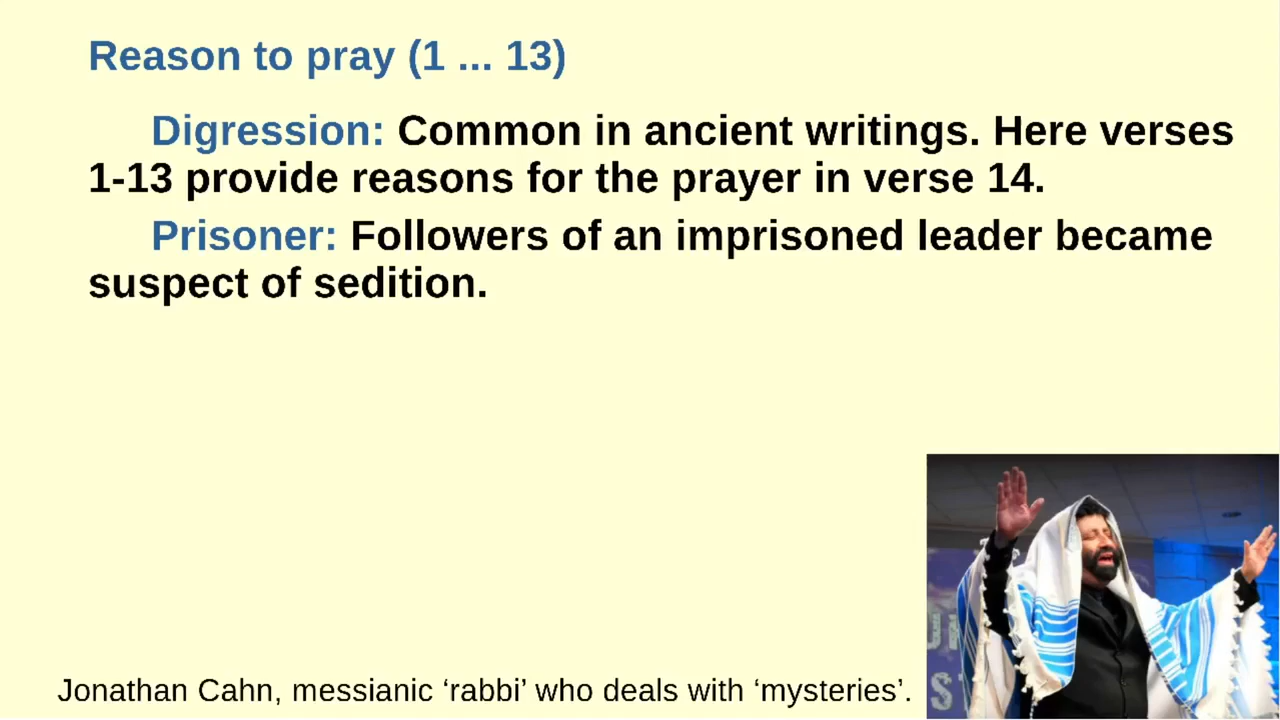 Reason to pray (1 ... 13)
Digression: Common in ancient writings. Here verses
1-13 provide reasons for the prayer in verse 14.
Prisoner: Followers of an imprisoned leader became
suspect of sedition.
Jonathan Cahn, messianic ‘rabbi’ who deals with ‘mysteries’.